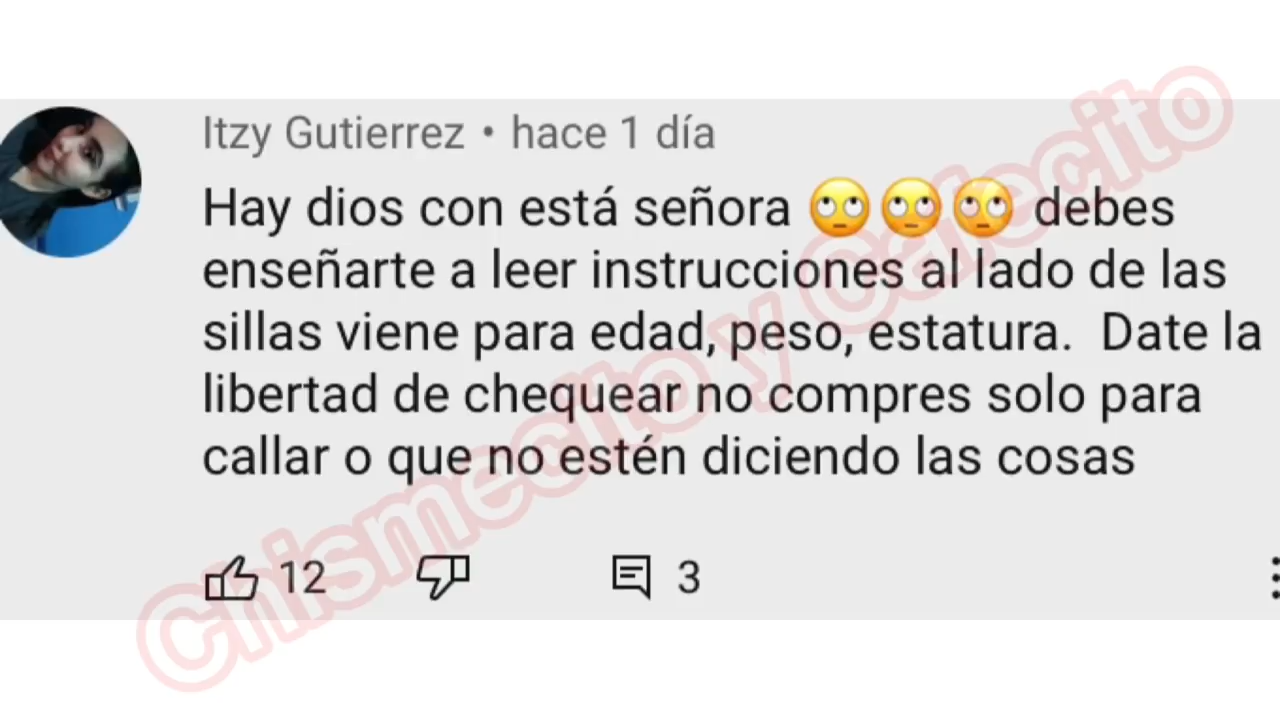 Itzy Gutierrez • hace 1 día
Hay dios con está señora 🙄🙄🙄 debes
enseñarte a leer instrucciones al lado de las
sillas viene para edad, peso, estatura. Date la
libertad de chequear no compres solo para
callar o que no estén diciendo las cosas
12 3
Chismecito y Cafecito